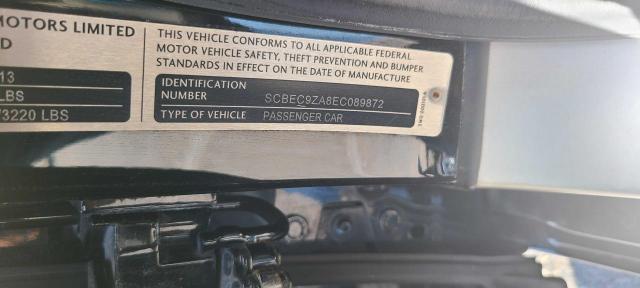 MOTORS LIMITED
D
13
LBS
/3220 LBS
THIS VEHICLE CONFORMS TO ALL APPLICABLE FEDERAL
MOTOR VEHICLE SAFETY, THEFT PREVENTION AND BUMPER
STANDARDS IN EFFECT ON THE DATE OF MANUFACTURE
IDENTIFICATION
NUMBER SCBEC9ZA8EC089872
TYPE OF VEHICLE PASSENGER CAR